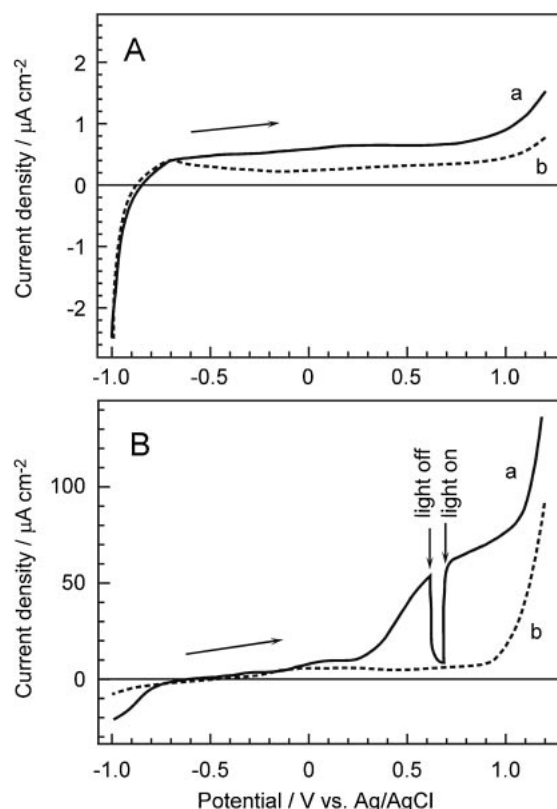 A
a
b
Current density / µA cm-2
2
1
0
-1
-2
-1.0 -0.5 0 0.5 1.0
B
light off
light on
a
b
Current density / µA cm-2
100
50
0
-1.0 -0.5 0 0.5 1.0
Potential / V vs. Ag/AgCl